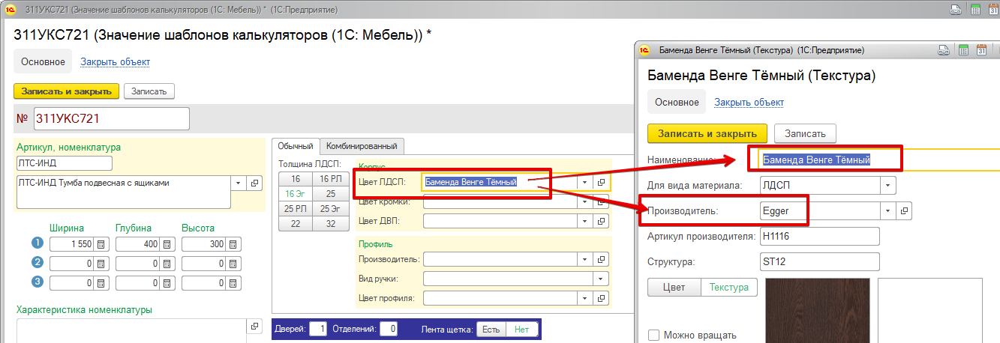 311УКС721 (Значение шаблонов калькуляторов (1С: Мебель)) * (1С:Предприятие)
311УКС721 (Значение шаблонов калькуляторов (1С: Мебель)) *
Основное Закрыть объект
Записать и закрыть Записать
№ 311УКС721
Артикул, номенклатура
ЛТС-ИНД
ЛТС-ИНД Тумба подвесная с ящиками
Ширина Глубина Высота
1 1 550 400 300
2 0 0 0
3 0 0 0
Характеристика номенклатуры
Обычный Комбинированный
Толщина ЛДСП:
16 16 РЛ
16 Эг 25
25 РЛ 25 Эг
22 32
Корпус
Цвет ЛДСП: Баменда Венге Тёмный
Цвет кромки:
Цвет ДВП:
Профиль
Производитель:
Вид ручки:
Цвет профиля:
Дверей: 1 Отделений: 0 Лента щетка: Есть Нет
Баменда Венге Тёмный (Текстура) (1С:Предприятие)
31
Баменда Венге Тёмный (Текстура)
Основное Закрыть объект
Записать и закрыть Записать
Наименование: Баменда Венге Тёмный
Для вида материала: ЛДСП
Производитель: Egger
Артикул производителя: H1116
Структура: ST12
Цвет Текстура
Можно вращать